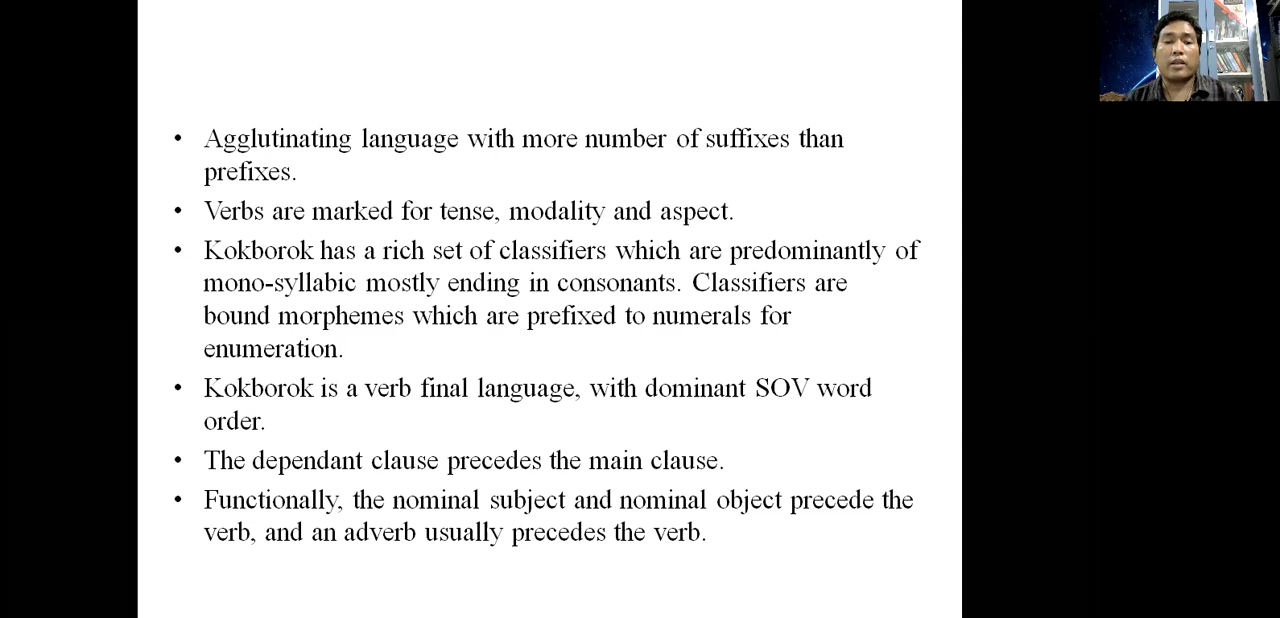 • Agglutinating language with more number of suffixes than
prefixes.
• Verbs are marked for tense, modality and aspect.
• Kokborok has a rich set of classifiers which are predominantly of
mono-syllabic mostly ending in consonants. Classifiers are
bound morphemes which are prefixed to numerals for
enumeration.
• Kokborok is a verb final language, with dominant SOV word
order.
• The dependant clause precedes the main clause.
• Functionally, the nominal subject and nominal object precede the
verb, and an adverb usually precedes the verb.